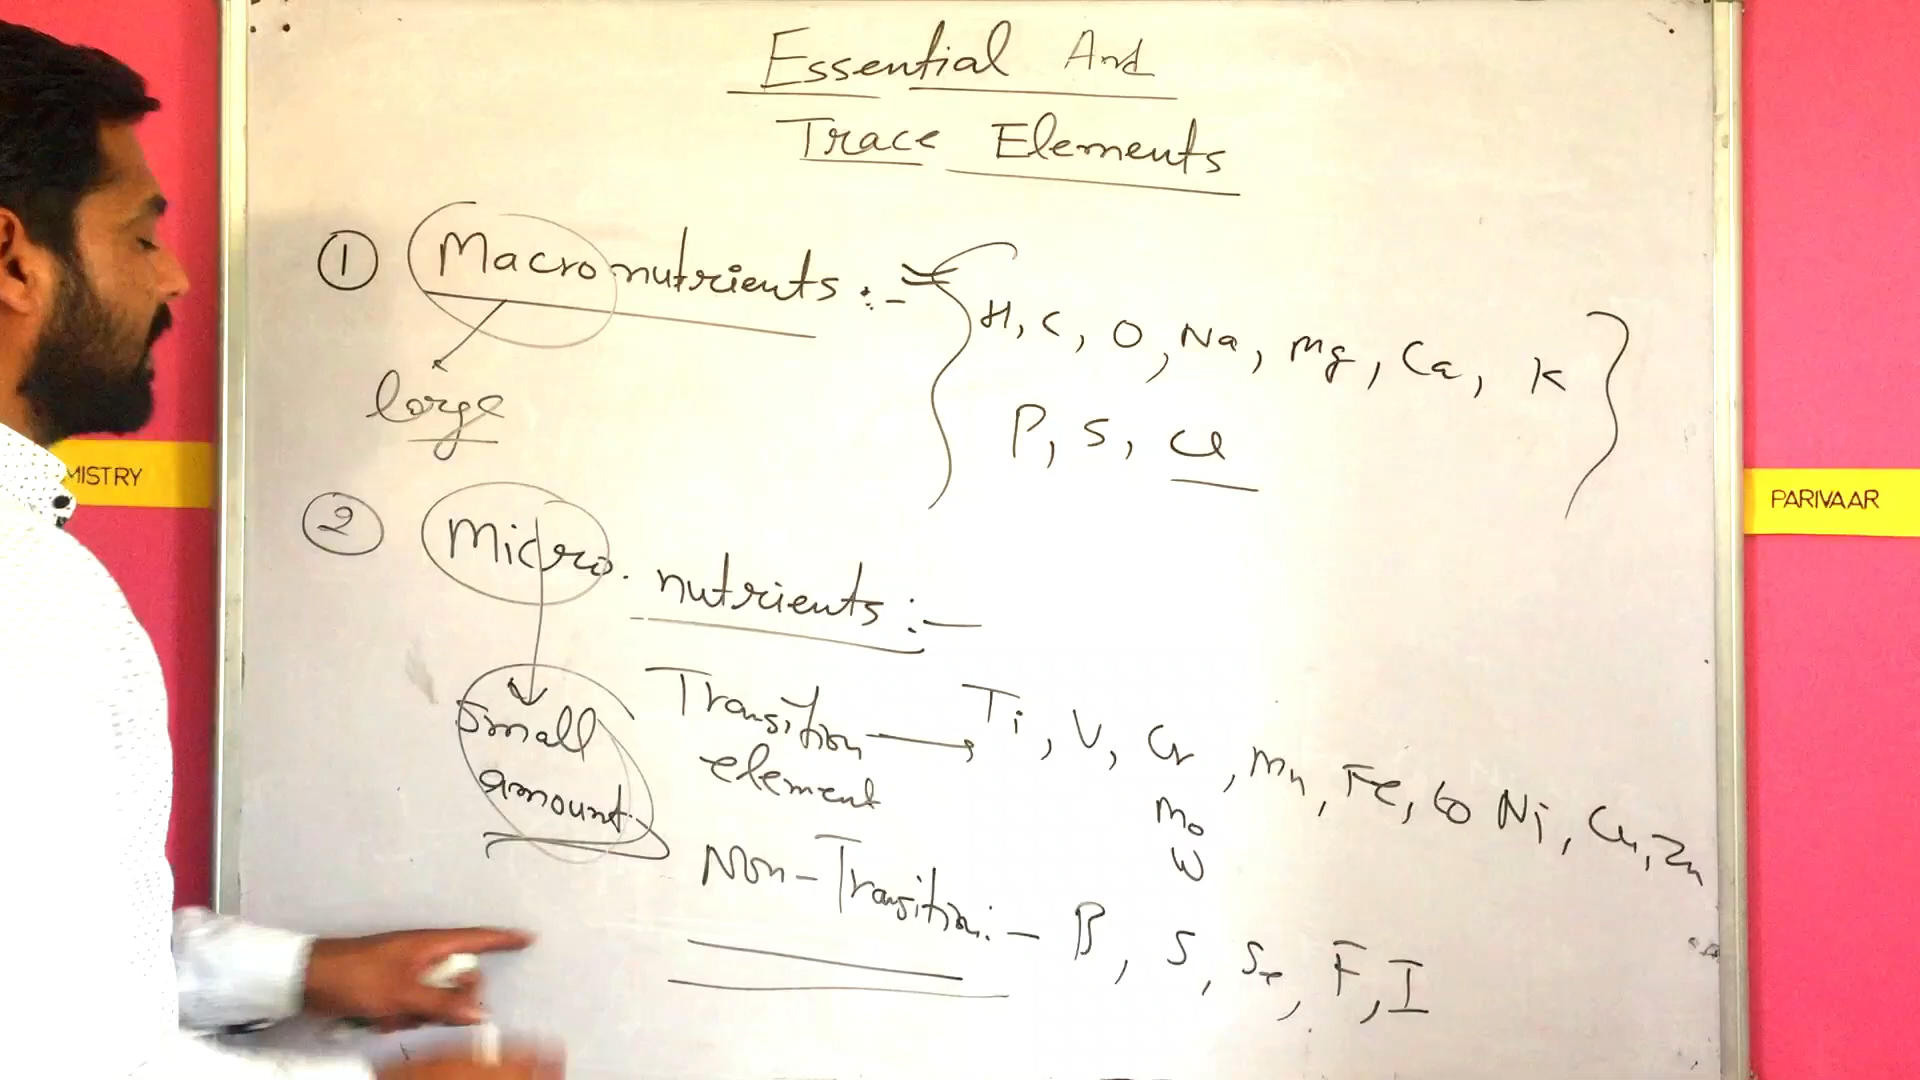 Essential And
Trace Elements
① Macronutrients :- H, C, O, Na, Mg, Ca, K
P, S, Cl
large
② Micro. nutrients :-
small
amount.
Transition → Ti, V, Cr, Mn, Fe, Co Ni, Cu, Zn
element
Mo
W
Non-Transition :- B, S, Se, F, I
MISTRY
PARIVAAR